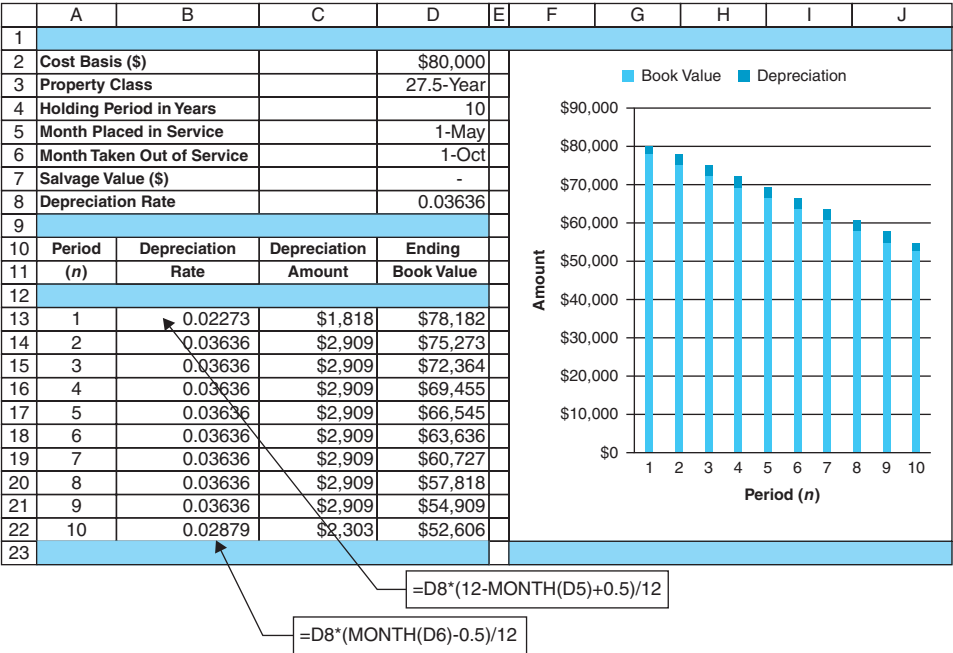 A B C D E F G H I J
1
2 Cost Basis ($) $80,000
3 Property Class 27.5-Year
4 Holding Period in Years 10
5 Month Placed in Service 1-May
6 Month Taken Out of Service 1-Oct
7 Salvage Value ($) -
8 Depreciation Rate 0.03636
9
10 Period Depreciation Depreciation Ending
11 (n) Rate Amount Book Value
12
13 1 0.02273 $1,818 $78,182
14 2 0.03636 $2,909 $75,273
15 3 0.03636 $2,909 $72,364
16 4 0.03636 $2,909 $69,455
17 5 0.03636 $2,909 $66,545
18 6 0.03636 $2,909 $63,636
19 7 0.03636 $2,909 $60,727
20 8 0.03636 $2,909 $57,818
21 9 0.03636 $2,909 $54,909
22 10 0.02879 $2,303 $52,606
23
Book Value Depreciation
$90,000
$80,000
$70,000
$60,000
$50,000
$40,000
$30,000
$20,000
$10,000
$0
Amount
1 2 3 4 5 6 7 8 9 10
Period (n)
=D8*(12-MONTH(D5)+0.5)/12
=D8*(MONTH(D6)-0.5)/12